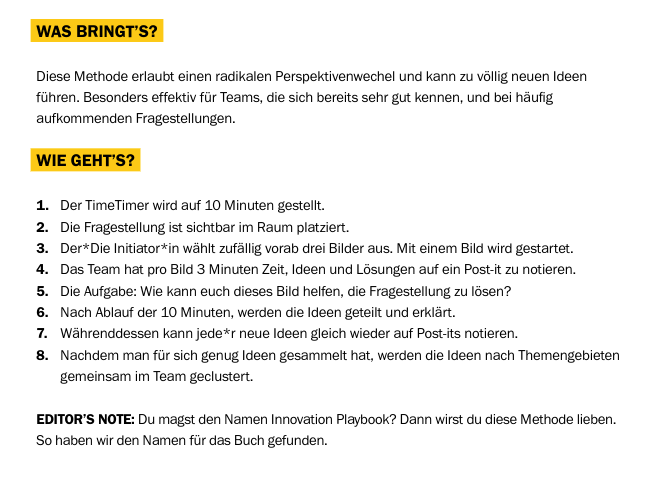 WAS BRINGT'S?
Diese Methode erlaubt einen radikalen Perspektivenwechel und kann zu völlig neuen Ideen
führen. Besonders effektiv für Teams, die sich bereits sehr gut kennen, und bei häufig
aufkommenden Fragestellungen.
WIE GEHT'S?
1. Der TimeTimer wird auf 10 Minuten gestellt.
2. Die Fragestellung ist sichtbar im Raum platziert.
3. Der*Die Initiator*in wählt zufällig vorab drei Bilder aus. Mit einem Bild wird gestartet.
4. Das Team hat pro Bild 3 Minuten Zeit, Ideen und Lösungen auf ein Post-it zu notieren.
5. Die Aufgabe: Wie kann euch dieses Bild helfen, die Fragestellung zu lösen?
6. Nach Ablauf der 10 Minuten, werden die Ideen geteilt und erklärt.
7. Währenddessen kann jede*r neue Ideen gleich wieder auf Post-its notieren.
8. Nachdem man für sich genug Ideen gesammelt hat, werden die Ideen nach Themengebieten
gemeinsam im Team geclustert.
EDITOR'S NOTE: Du magst den Namen Innovation Playbook? Dann wirst du diese Methode lieben.
So haben wir den Namen für das Buch gefunden.